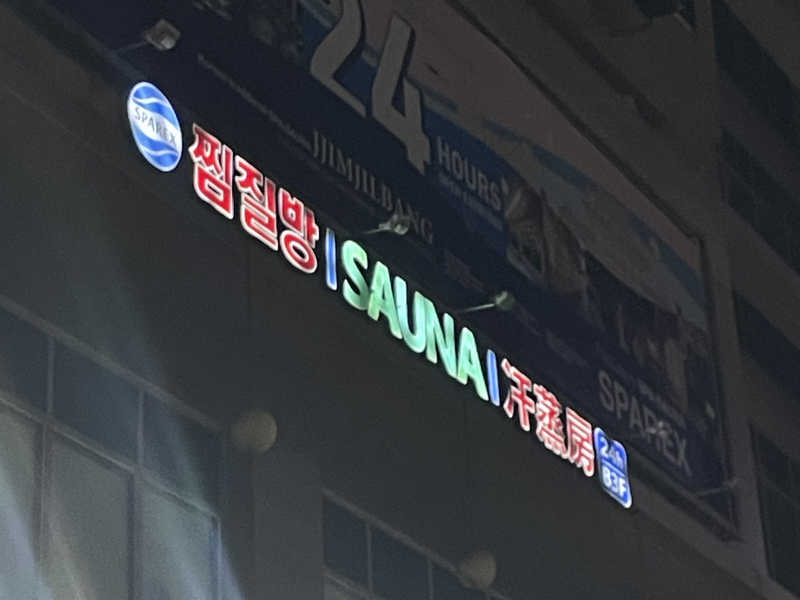 24
HOURS
JJIMJILBANG
SPAREX
SPAREX
찜질방 | SAUNA | 汗蒸房
24h
B3F